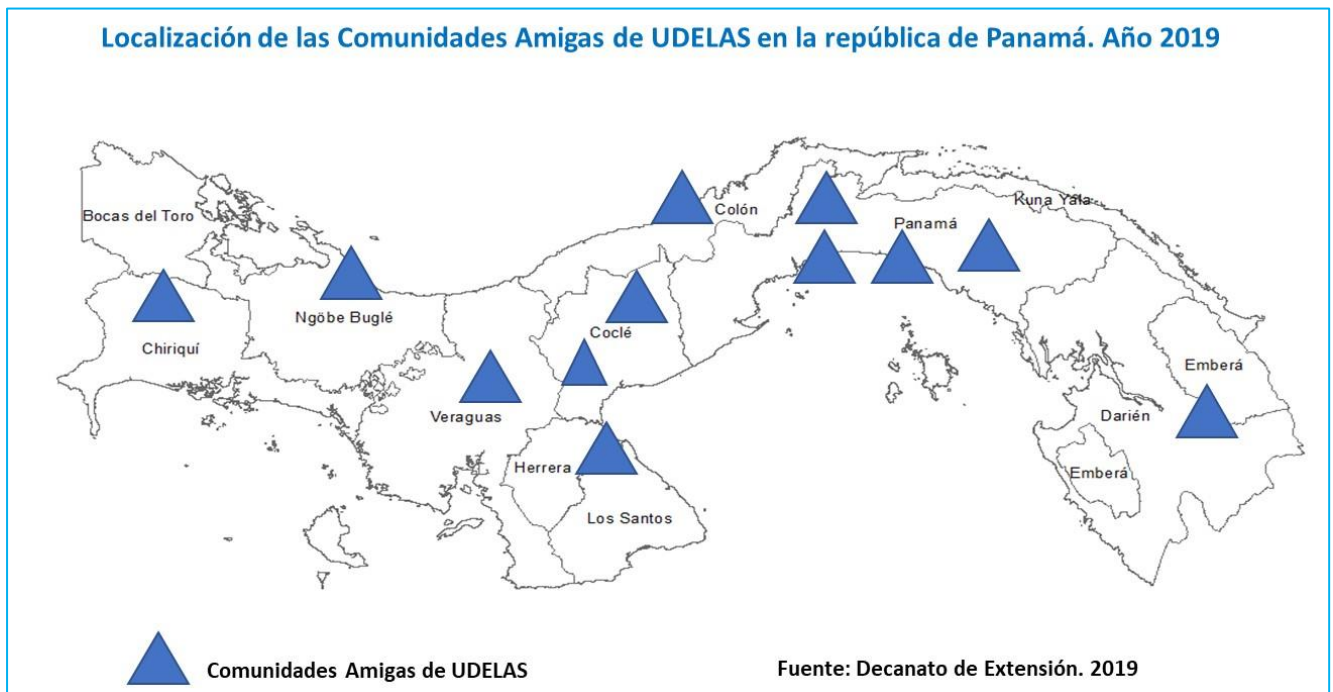 Localización de las Comunidades Amigas de UDELAS en la república de Panamá. Año 2019
Bocas del Toro
Kuna Yala
Colón
Panamá
Ngöbe Buglé
Coclé
Chiriquí
Emberá
Veraguas
Darién
Herrera
Emberá
Los Santos
Comunidades Amigas de UDELAS
Fuente: Decanato de Extensión. 2019